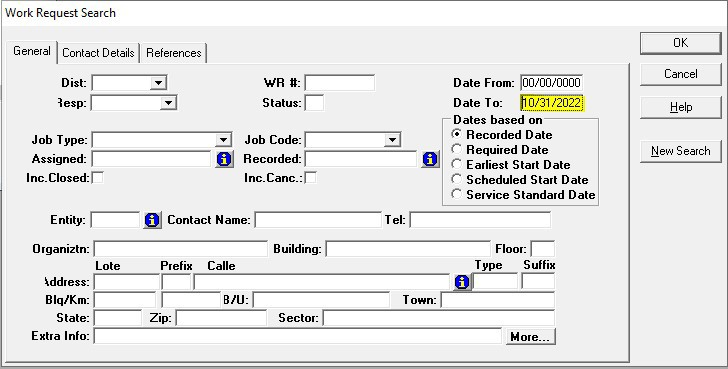 Work Request Search
General Contact Details References
OK
Cancel
Help
New Search
Dist: WR #: Date From: 00/00/0000
Resp: Status: Date To: 10/31/2022
Dates based on
Recorded Date
Required Date
Earliest Start Date
Scheduled Start Date
Service Standard Date
Job Type: Job Code:
Assigned: Recorded:
Inc.Closed: Inc.Canc.:
Entity: Contact Name: Tel:
Organiztn: Building: Floor:
Lote Prefix Calle Type Suffix
Address:
Blq/Km: B/U: Town:
State: Zip: Sector:
Extra Info: More...